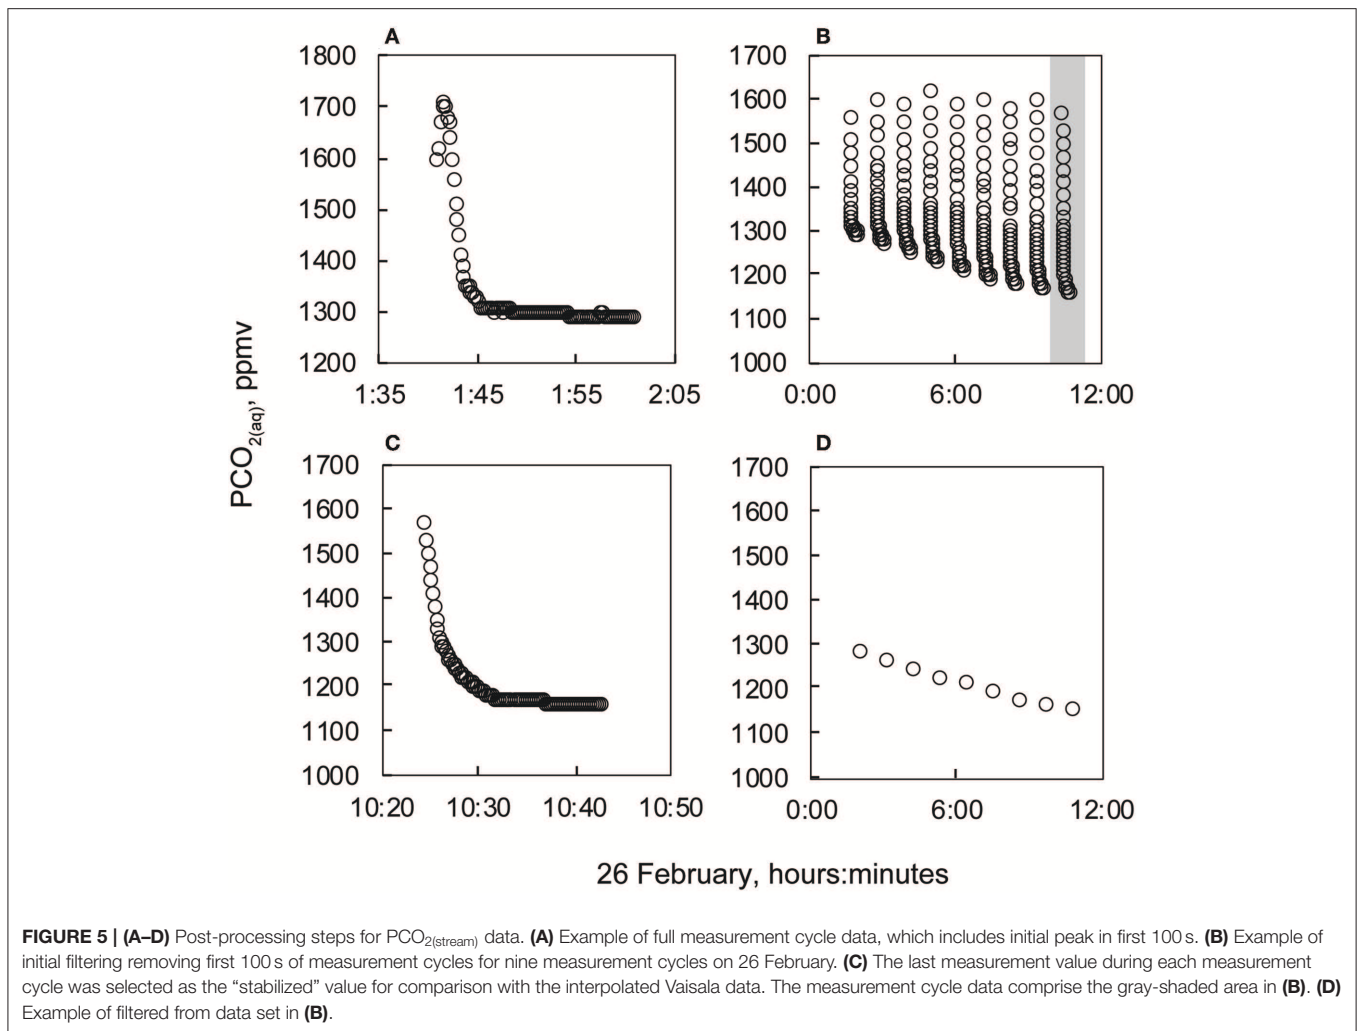 A
1800
1700
1600
1500
1400
1300
1200
1:35 1:45 1:55 2:05
B
1700
1600
1500
1400
1300
1200
1100
1000
0:00 6:00 12:00
PCO2(aq), ppmv
C
1700
1600
1500
1400
1300
1200
1100
1000
10:20 10:30 10:40 10:50
D
1700
1600
1500
1400
1300
1200
1100
1000
0:00 6:00 12:00
26 February, hours:minutes
FIGURE 5 | (A–D) Post-processing steps for PCO2(stream) data. (A) Example of full measurement cycle data, which includes initial peak in first 100 s. (B) Example of
initial filtering removing first 100 s of measurement cycles for nine measurement cycles on 26 February. (C) The last measurement value during each measurement
cycle was selected as the “stabilized” value for comparison with the interpolated Vaisala data. The measurement cycle data comprise the gray-shaded area in (B). (D)
Example of filtered from data set in (B).